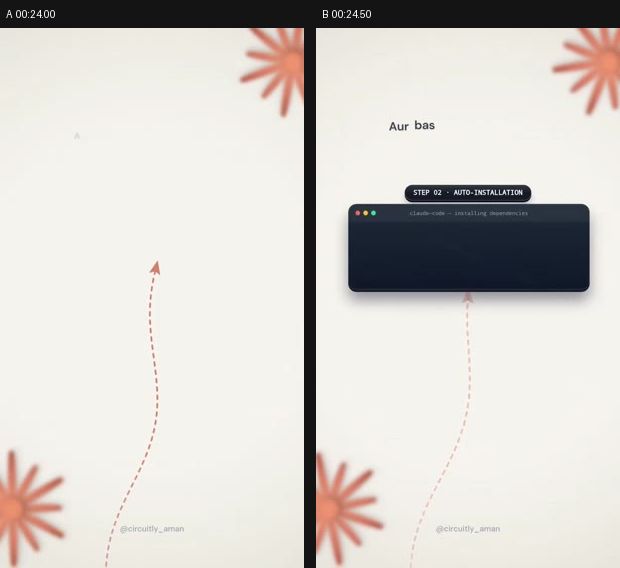 A 00:24.00
A
@circuitly_aman
B 00:24.50
Aur bas
STEP 02 · AUTO-INSTALLATION
claude-code — installing dependencies
@circuitly_aman